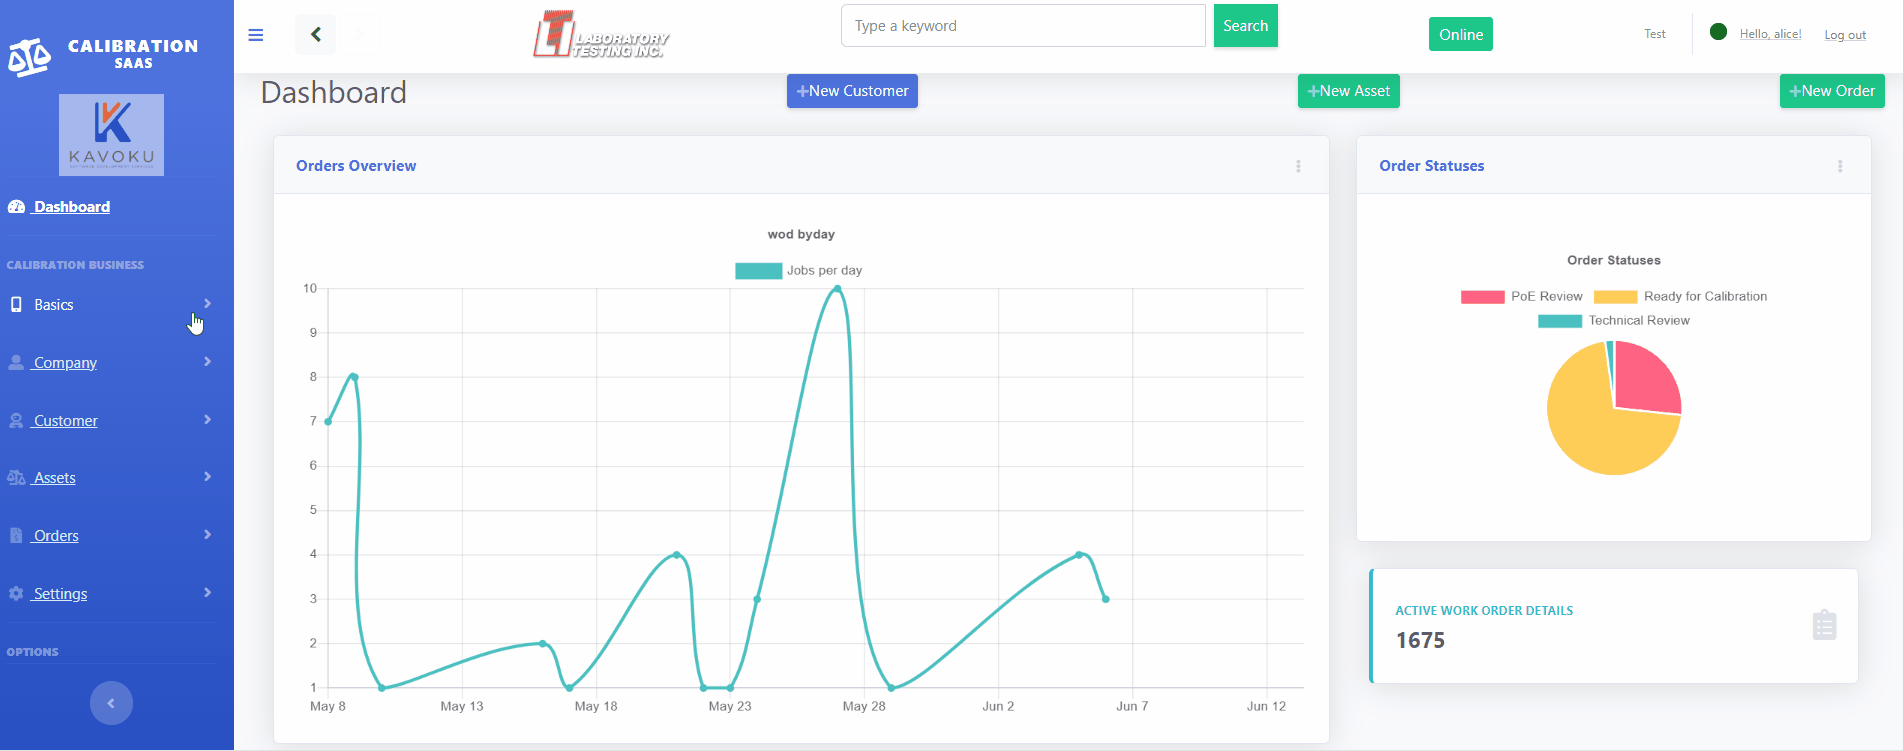 CALIBRATION
SAAS
KAVOKU
Dashboard
CALIBRATION BUSINESS
Basics
Company
Customer
Assets
Orders
Settings
OPTIONS
LT LABORATORY
TESTING INC.
Type a keyword
Search
Online
Test
Hello, alice!
Log out
Dashboard
+New Customer
+New Asset
+New Order
Orders Overview
wod byday
Jobs per day
10
9
8
7
6
5
4
3
2
1
May 8 May 13 May 18 May 23 May 28 Jun 2 Jun 7 Jun 12
Order Statuses
Order Statuses
PoE Review Ready for Calibration
Technical Review
ACTIVE WORK ORDER DETAILS
1675